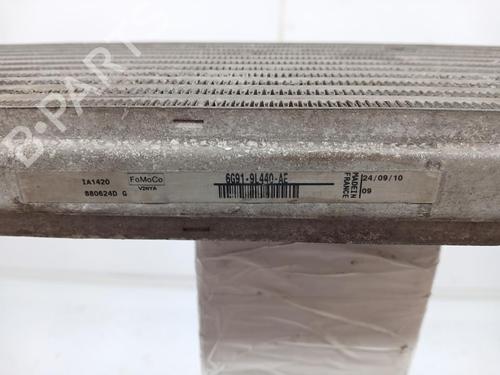 B-PARTS
IA1420
880624D G
FoMoCo
V2NYA
6G91-9L440-AE
MADE IN
FRANCE
24/09/10
09